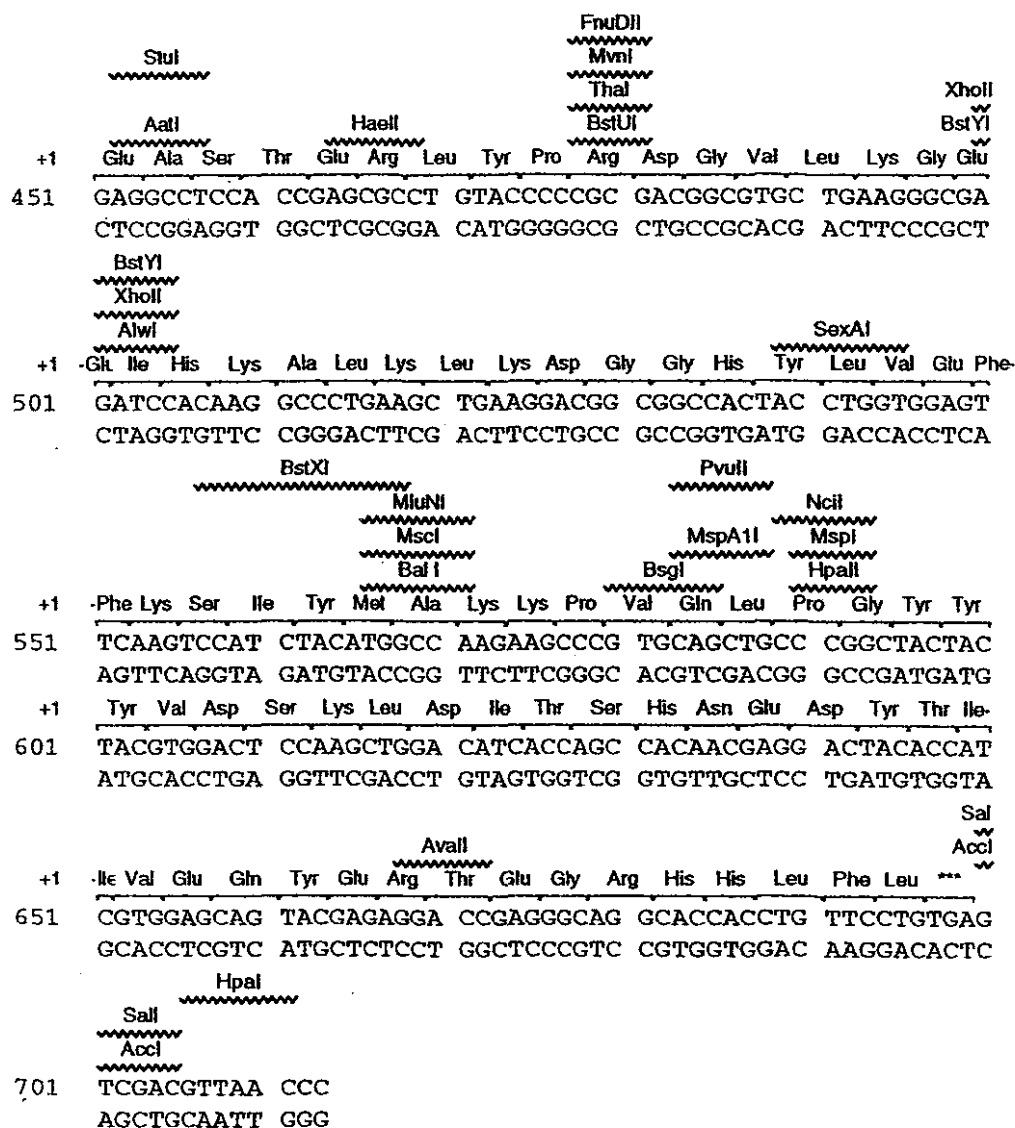 FnuDII
StuI MvnI
ThaI XhoII
AatI HaeII BstUI BstYI
+1 Glu Ala Ser Thr Glu Arg Leu Tyr Pro Arg Asp Gly Val Leu Lys Gly Glu
451 GAGGCCTCCA CCGAGCGCCT GTACCCCCGC GACGGCGTGC TGAAGGGCGA
CTCCGGAGGT GGCTCGCGGA CATGGGGGCG CTGCCGCACG ACTTCCCGCT
BstYI
XhoII
AlwI SexAI
+1 -Glu Ile His Lys Ala Leu Lys Leu Lys Asp Gly Gly His Tyr Leu Val Glu Phe-
501 GATCCACAAG GCCCTGAAGC TGAAGGACGG CGGCCACTAC CTGGTGGAGT
CTAGGTGTTC CGGGACTTCG ACTTCCTGCC GCCGGTGATG GACCACCTCA
BstXI PvuII
MluNI NciI
MscI MspA1I MspI
Bal I BsgI HpaII
+1 -Phe Lys Ser Ile Tyr Met Ala Lys Lys Pro Val Gln Leu Pro Gly Tyr Tyr
551 TCAAGTCCAT CTACATGGCC AAGAAGCCCG TGCAGCTGCC CGGCTACTAC
AGTTCAGGTA GATGTACCGG TTCTTCGGGC ACGTCGACGG GCCGATGATG
+1 Tyr Val Asp Ser Lys Leu Asp Ile Thr Ser His Asn Glu Asp Tyr Thr Ile-
601 TACGTGGACT CCAAGCTGGA CATCACCAGC CACAACGAGG ACTACACCAT
ATGCACCTGA GGTTCGACCT GTAGTGGTCG GTGTTGCTCC TGATGTGGTA
Sal
AvaII AccI
+1 -Ile Val Glu Gln Tyr Glu Arg Thr Glu Gly Arg His His Leu Phe Leu ***
651 CGTGGAGCAG TACGAGAGGA CCGAGGGCAG GCACCACCTG TTCCTGTGAG
GCACCTCGTC ATGCTCTCCT GGCTCCCGTC CGTGGTGGAC AAGGACACTC
HpaI
SalI
AccI
701 TCGACGTTAA CCC
AGCTGCAATT GGG